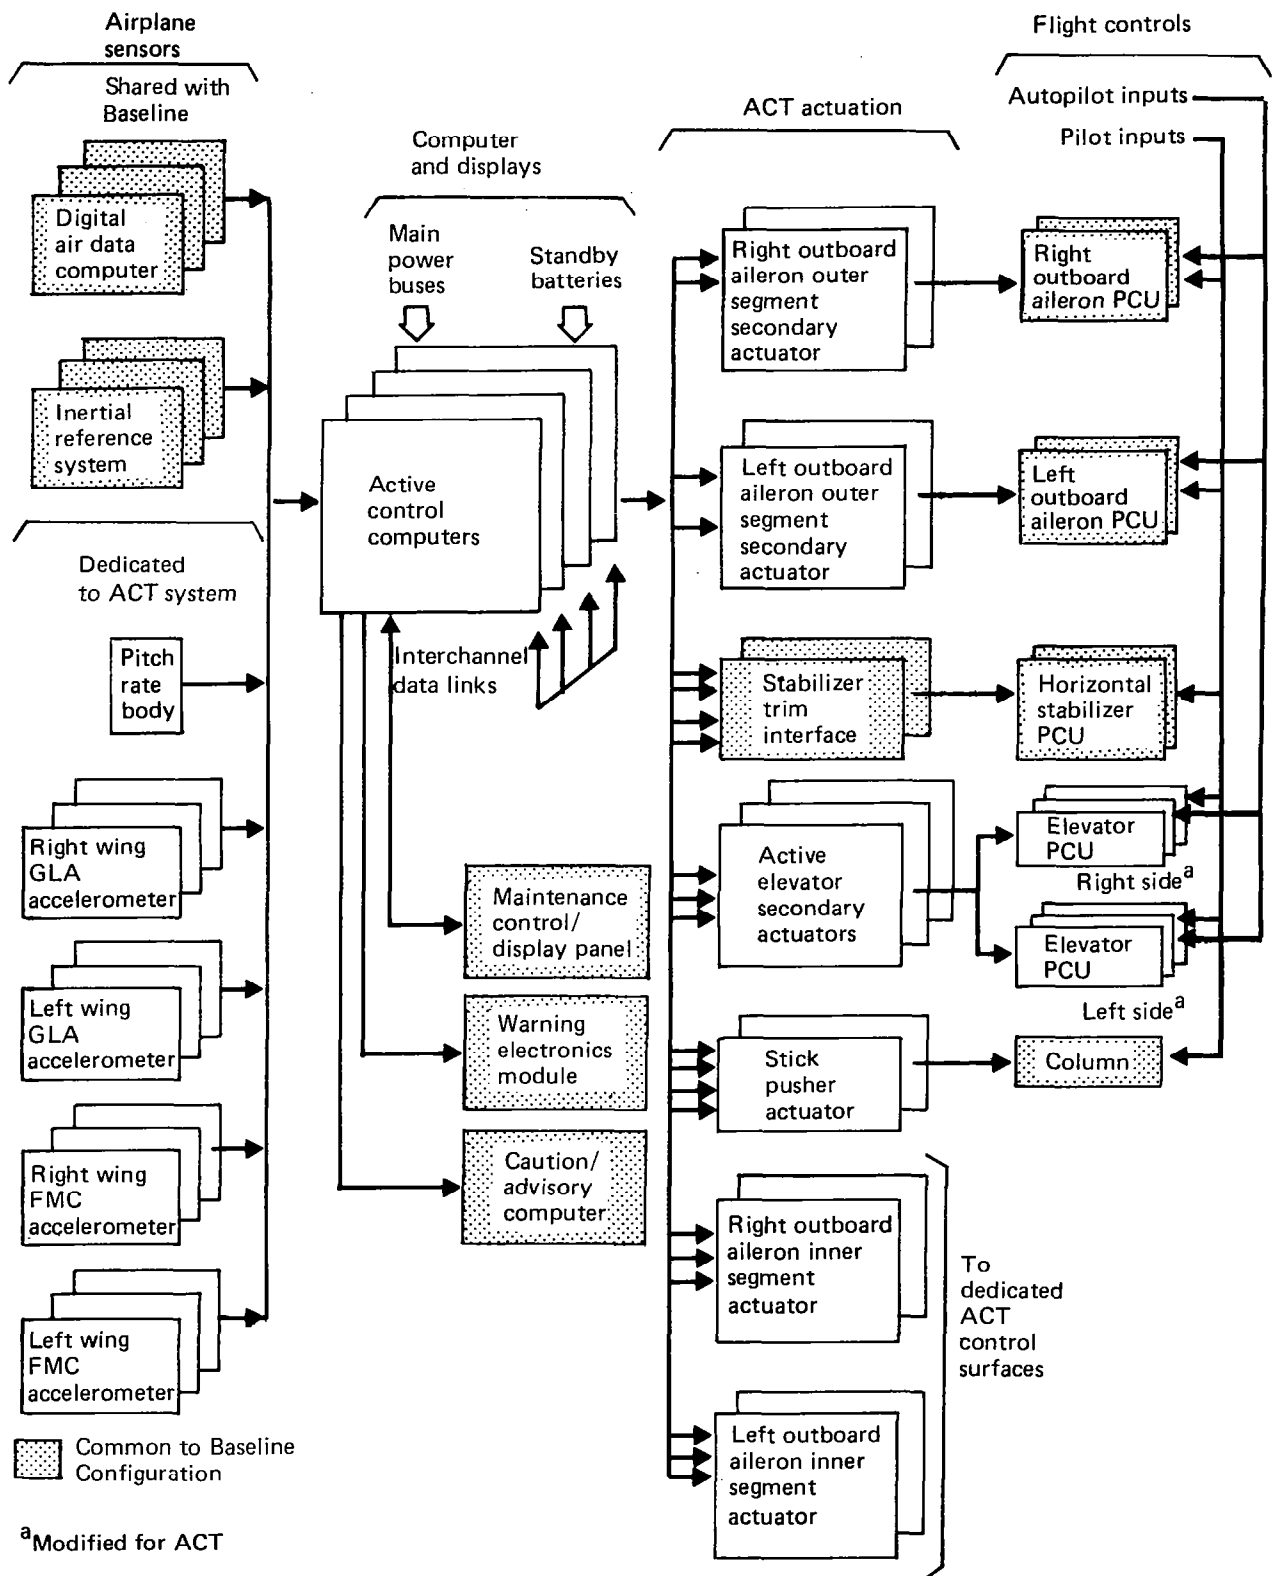 Airplane
sensors
Shared with
Baseline
Digital
air data
computer
Inertial
reference
system
Dedicated
to ACT system
Pitch
rate
body
Right wing
GLA
accelerometer
Left wing
GLA
accelerometer
Right wing
FMC
accelerometer
Left wing
FMC
accelerometer
Common to Baseline
Configuration
aModified for ACT
Computer
and displays
Main
power
buses
Standby
batteries
Active
control
computers
Interchannel
data links
Maintenance
control/
display panel
Warning
electronics
module
Caution/
advisory
computer
ACT actuation
Right outboard
aileron outer
segment
secondary
actuator
Left outboard
aileron outer
segment
secondary
actuator
Stabilizer
trim
interface
Active
elevator
secondary
actuators
Stick
pusher
actuator
Right outboard
aileron inner
segment
actuator
Left outboard
aileron inner
segment
actuator
To
dedicated
ACT
control
surfaces
Flight controls
Autopilot inputs
Pilot inputs
Right
outboard
aileron PCU
Left
outboard
aileron PCU
Horizontal
stabilizer
PCU
Elevator
PCU
Right sidea
Elevator
PCU
Left sidea
Column